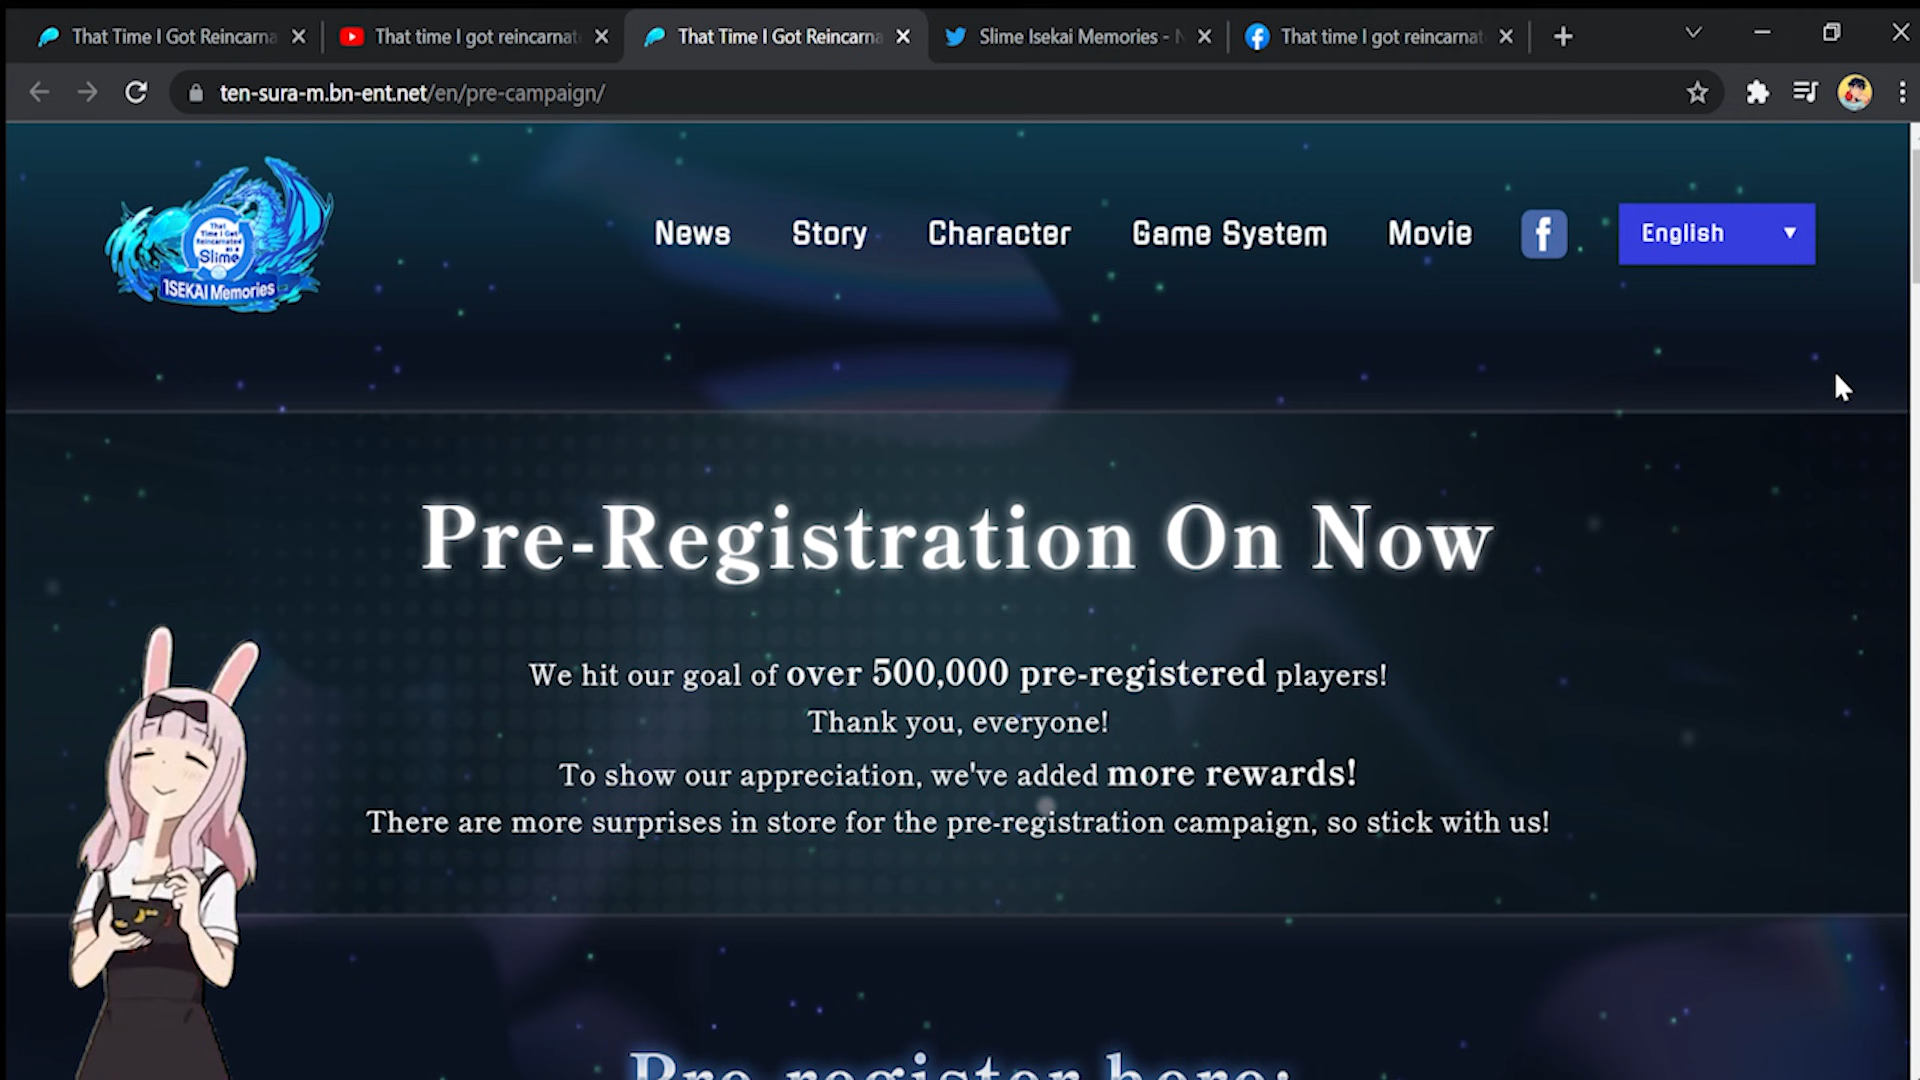 That Time I Got Reincarna
That time I got reincarnat
That Time I Got Reincarna
Slime Isekai Memories - N
That time I got reincarnat
ten-sura-m.bn-ent.net/en/pre-campaign/
That
Time I Got
Reincarnated
as a
Slime
ISEKAI Memories
News
Story
Character
Game System
Movie
English
Pre-Registration On Now
We hit our goal of over 500,000 pre-registered players!
Thank you, everyone!
To show our appreciation, we've added more rewards!
There are more surprises in store for the pre-registration campaign, so stick with us!
Pre-register here: